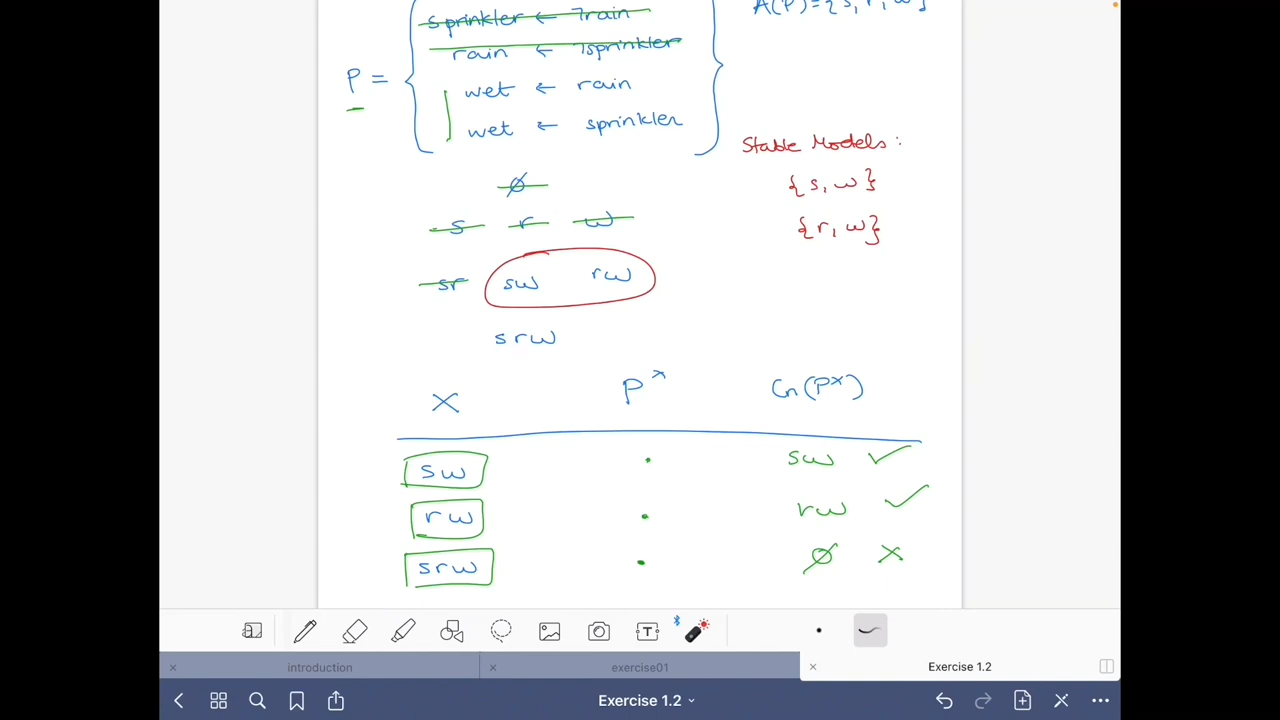 sprinkler ← ¬rain
A(P)={s, r, w}
rain ← ¬sprinkler
P =
wet ← rain
wet ← sprinkler
Stable Models:
∅
{s, w}
s r w
{r, w}
sr sw rw
srw
X P^x Cn(P^x)
sw · sw ✓
rw · rw ✓
srw · ∅ ×
T
introduction
exercise01
Exercise 1.2
Exercise 1.2